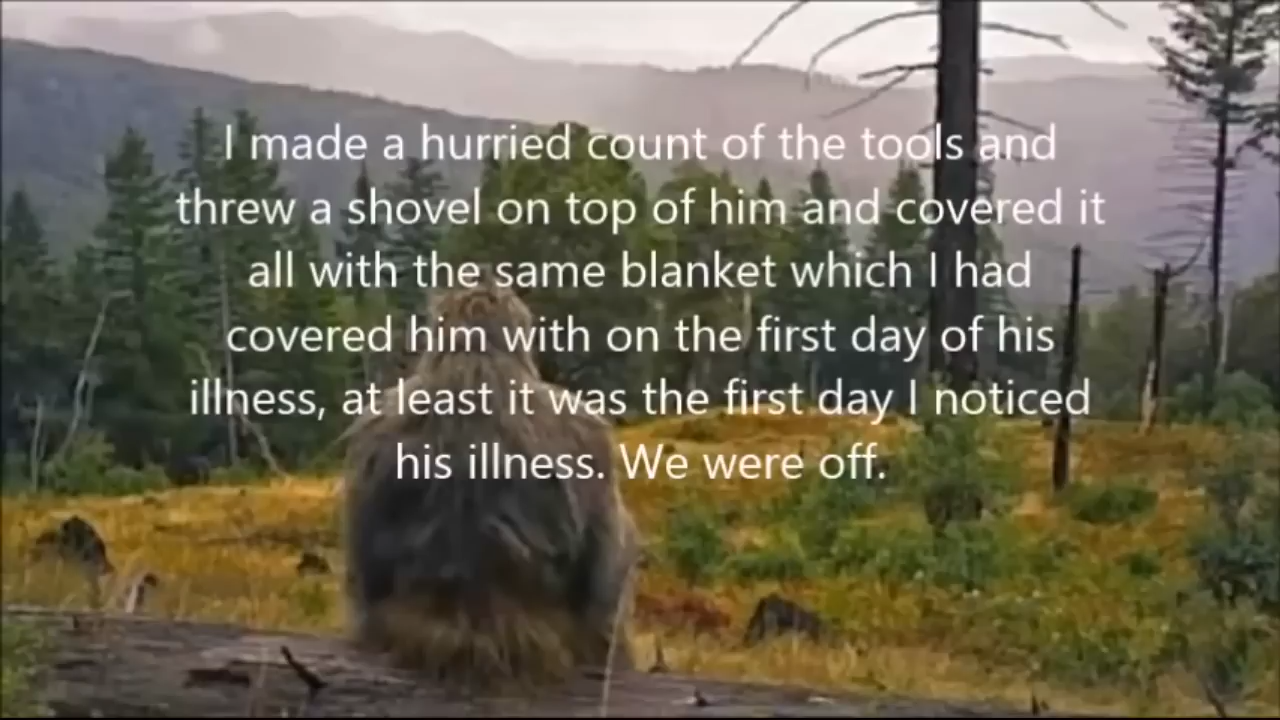 I made a hurried count of the tools and
threw a shovel on top of him and covered it
all with the same blanket which I had
covered him with on the first day of his
illness, at least it was the first day I noticed
his illness. We were off.